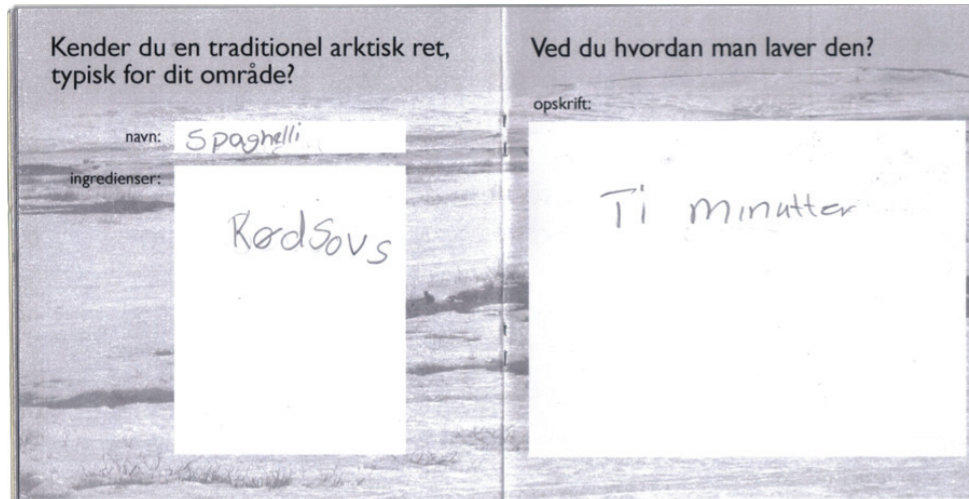 Kender du en traditionel arktisk ret,
typisk for dit område?
navn:
Spaghelli
ingredienser:
Rødsovs
Ved du hvordan man laver den?
opskrift:
Ti minutter